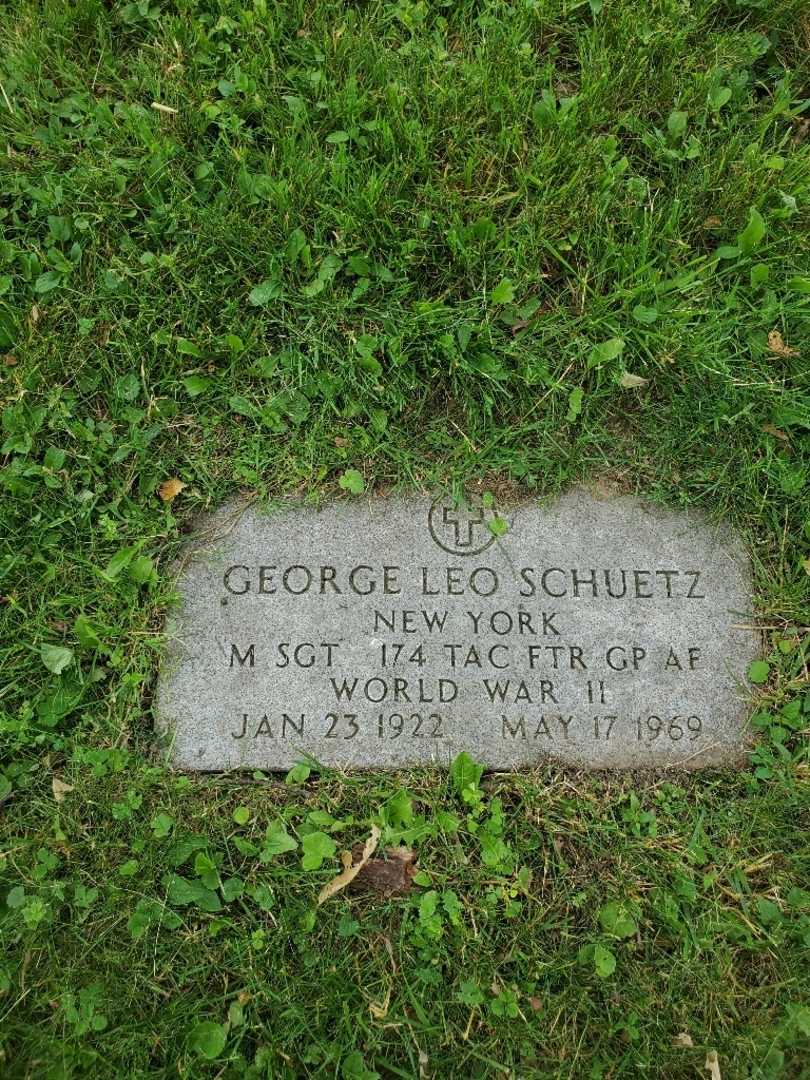 GEORGE LEO SCHUETZ
NEW YORK
M SGT 174 TAC FTR GP AF
WORLD WAR II
JAN 23 1922 MAY 17 1969